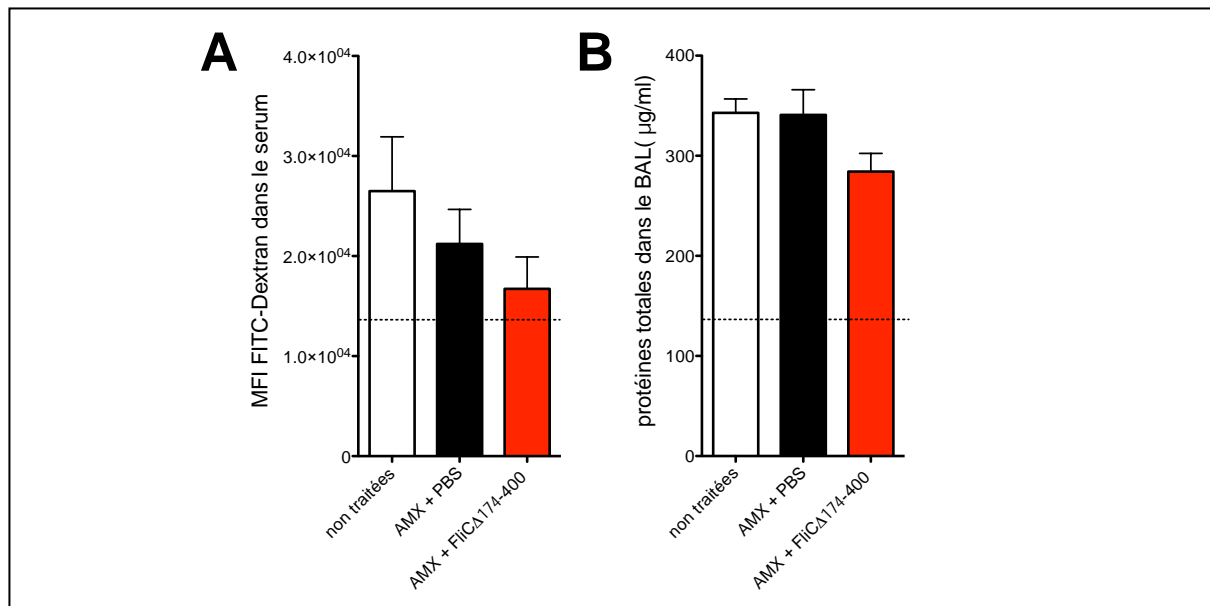 A
MFI FITC-Dextran dans le serum
4.0×10⁰⁴
3.0×10⁰⁴
2.0×10⁰⁴
1.0×10⁰⁴
0
non traitées
AMX + PBS
AMX + FliCΔ174-400
B
protéines totales dans le BAL( µg/ml)
400
300
200
100
0
non traitées
AMX + PBS
AMX + FliCΔ174-400